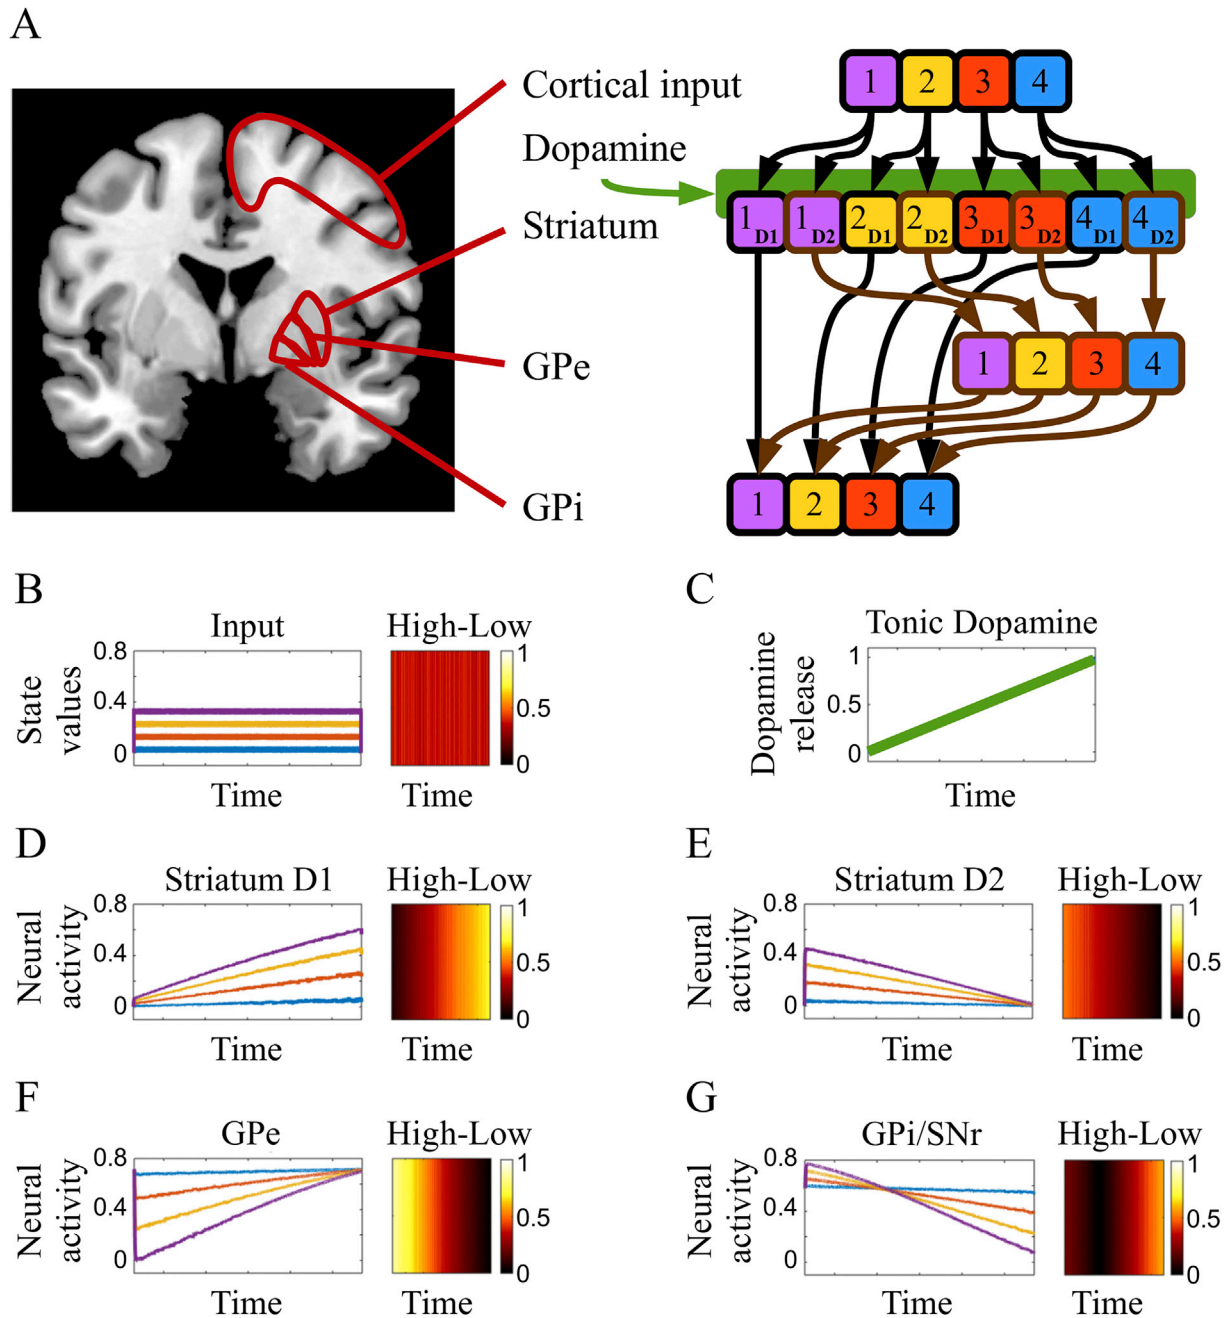 A
Cortical input
Dopamine
Striatum
GPe
GPi
1 2 3 4
1D1 1D2 2D1 2D2 3D1 3D2 4D1 4D2
1 2 3 4
1 2 3 4
B
Input
High-Low
State values
0.8
0.4
0
1
0.5
0
Time
Time
C
Tonic Dopamine
Dopamine release
1
0.5
0
Time
D
Striatum D1
High-Low
Neural activity
0.8
0.4
0
1
0.5
0
Time
Time
E
Striatum D2
High-Low
Neural activity
0.8
0.4
0
1
0.5
0
Time
Time
F
GPe
High-Low
Neural activity
0.8
0.4
0
1
0.5
0
Time
Time
G
GPi/SNr
High-Low
Neural activity
0.8
0.4
0
1
0.5
0
Time
Time